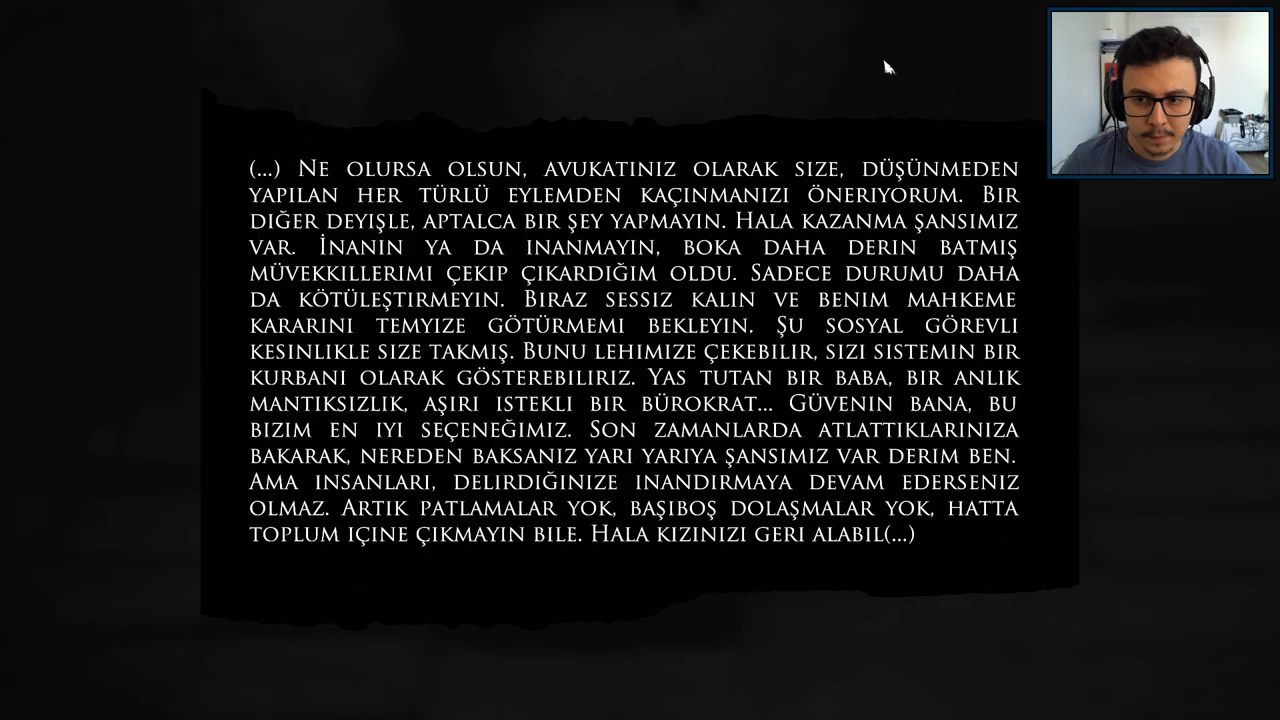 (...) Ne olursa olsun, avukatınız olarak size, düşünmeden
yapılan her türlü eylemden kaçınmanızı öneriyorum. Bir
diğer deyişle, aptalca bir şey yapmayın. Hala kazanma şansımız
var. İnanın ya da inanmayın, boka daha derin batmış
müvekkillerimi çekip çıkardığım oldu. Sadece durumu daha
da kötüleştirmeyin. Biraz sessiz kalın ve benim mahkeme
kararını temyize götürmemi bekleyin. Şu sosyal görevli
kesinlikle size takmış. Bunu lehimize çekebilir, sizi sistemin bir
kurbanı olarak gösterebiliriz. Yas tutan bir baba, bir anlık
mantıksızlık, aşırı istekli bir bürokrat... Güvenin bana, bu
bizim en iyi seçeneğimiz. Son zamanlarda atlattıklarınıza
bakarak, nereden baksanız yarı yarıya şansımız var derim ben.
Ama insanları, delirdiğinize inandırmaya devam ederseniz
olmaz. Artık patlamalar yok, başıboş dolaşmalar yok, hatta
toplum içine çıkmayın bile. Hala kızınızı geri alabil(...)